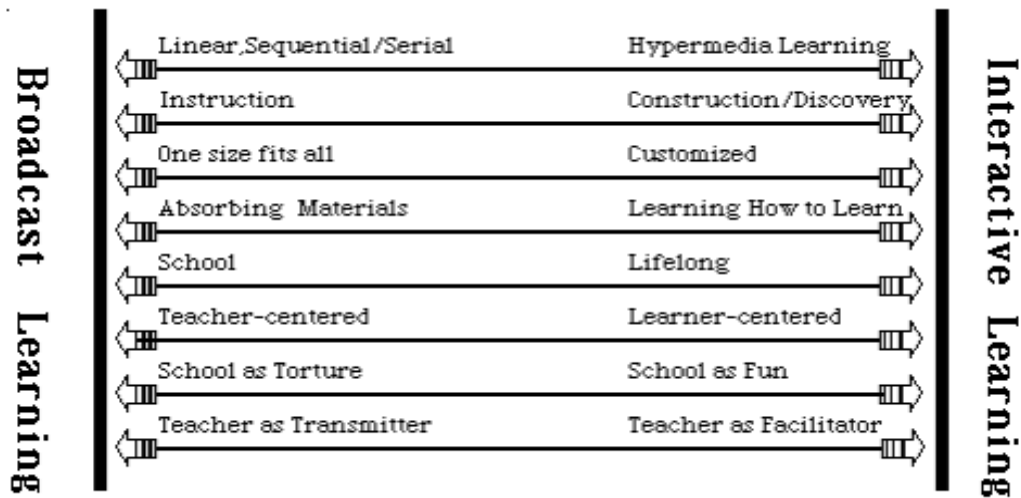 Broadcast Learning
Linear,Sequential/Serial Hypermedia Learning
Instruction Construction/Discovery
One size fits all Customized
Absorbing Materials Learning How to Learn
School Lifelong
Teacher-centered Learner-centered
School as Torture School as Fun
Teacher as Transmitter Teacher as Facilitator
Interactive Learning